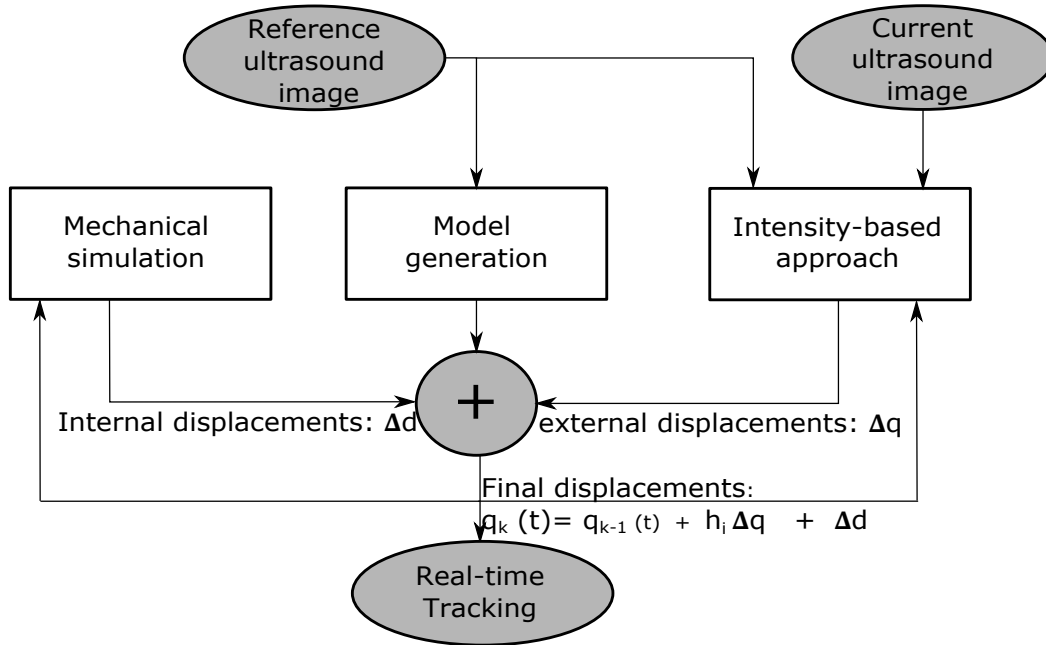 Reference
ultrasound
image
Current
ultrasound
image
Mechanical
simulation
Model
generation
Intensity-based
approach
+
Internal displacements: Δd
external displacements: Δq
Final displacements:
qₖ (t)= qₖ₋₁ (t) + hᵢ Δq + Δd
Real-time
Tracking